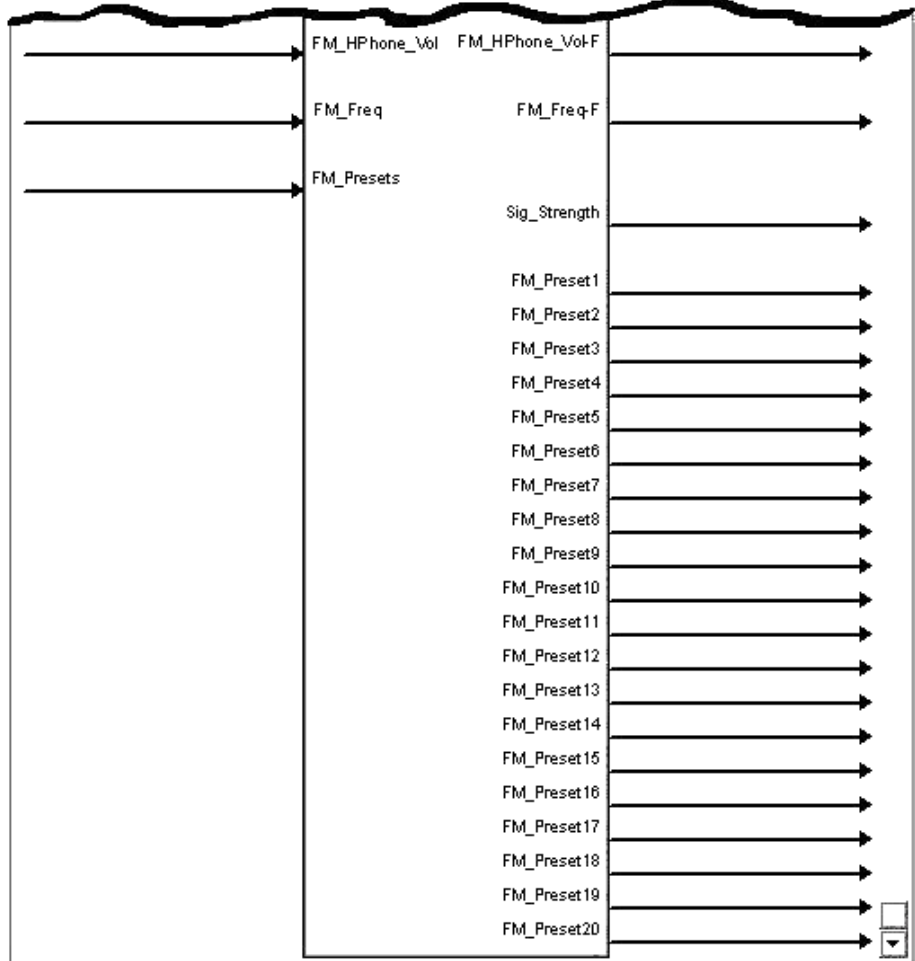 FM_HPhone_Vol FM_HPhone_Vol-F
FM_Freq FM_Freq-F
FM_Presets
Sig_Strength
FM_Preset1
FM_Preset2
FM_Preset3
FM_Preset4
FM_Preset5
FM_Preset6
FM_Preset7
FM_Preset8
FM_Preset9
FM_Preset10
FM_Preset11
FM_Preset12
FM_Preset13
FM_Preset14
FM_Preset15
FM_Preset16
FM_Preset17
FM_Preset18
FM_Preset19
FM_Preset20